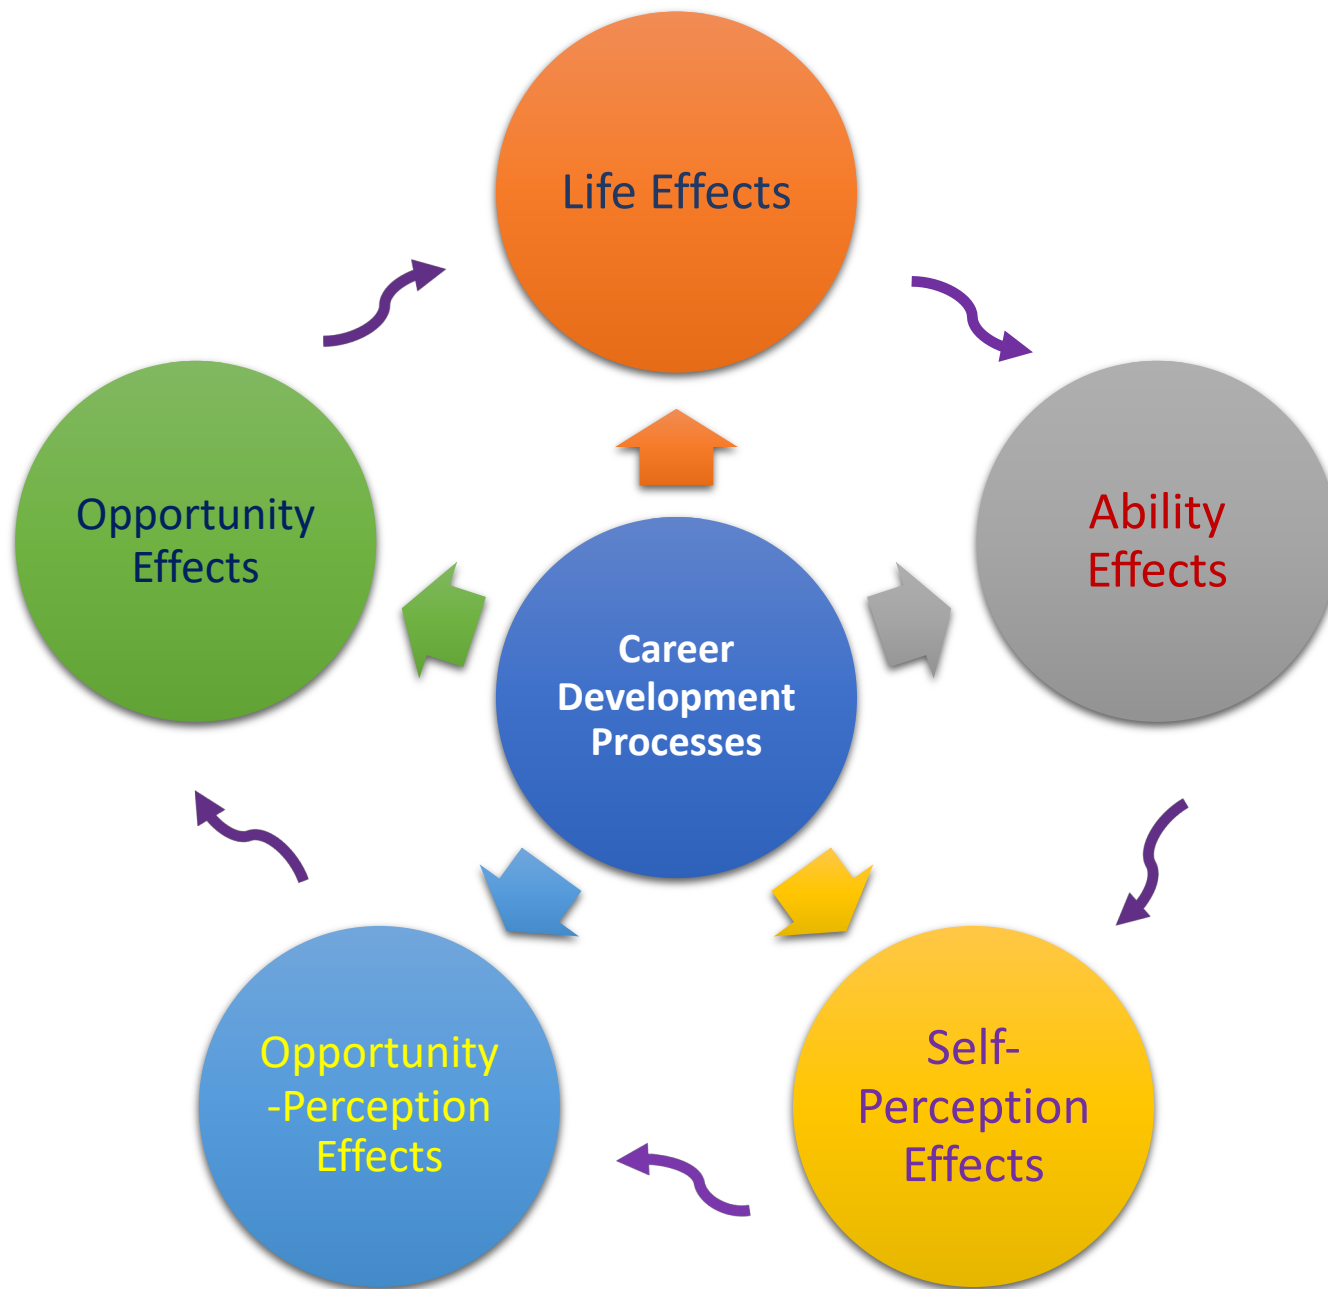 Life Effects
Opportunity
Effects
Ability
Effects
Career
Development
Processes
Opportunity
-Perception
Effects
Self-
Perception
Effects